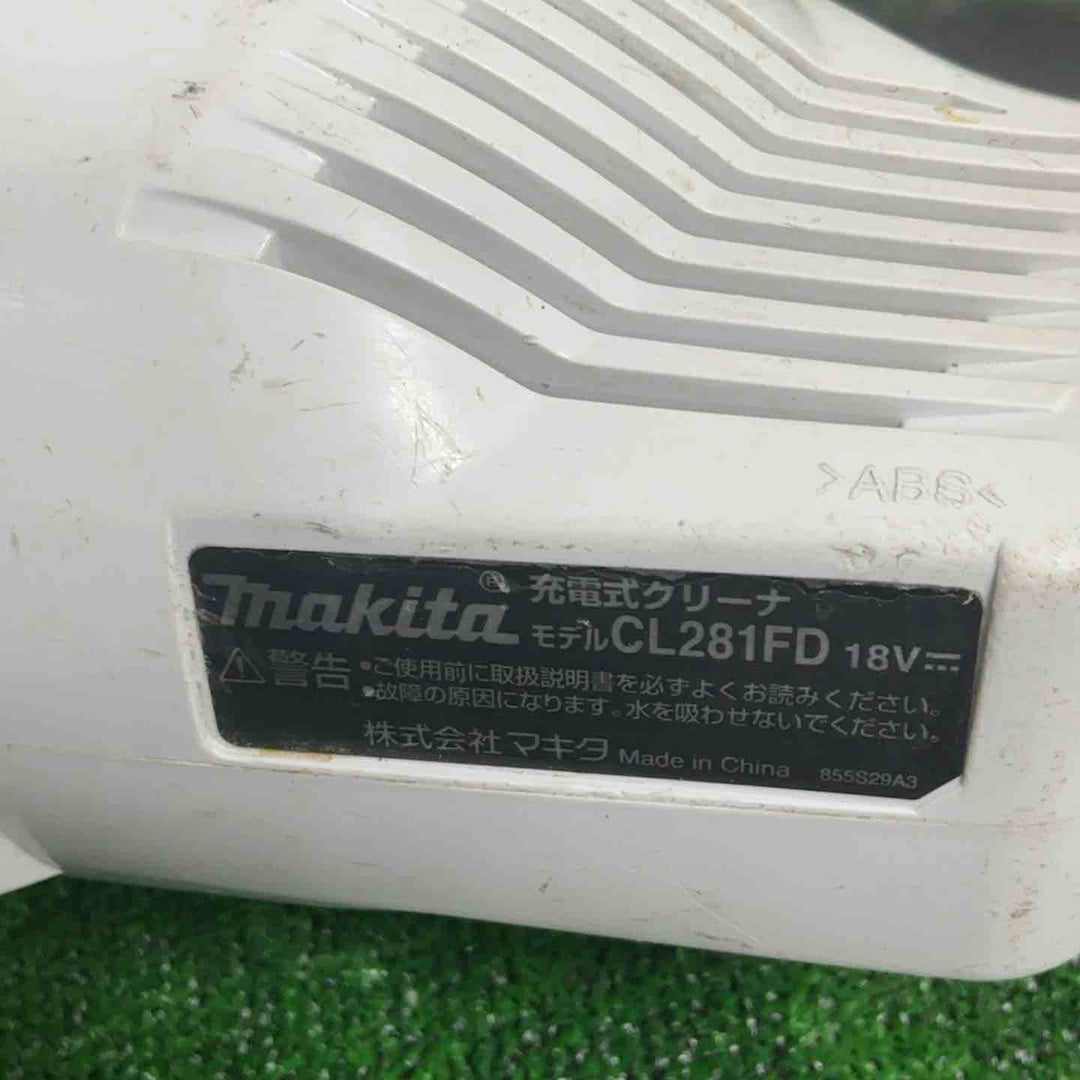 >ABS<
makita® 充電式クリーナ
モデルCL281FD 18V⎓
⚠警告 •ご使用前に取扱説明書を必ずよくお読みください。
•故障の原因になります。水を吸わせないでください。
株式会社マキタ Made in China 855S29A3